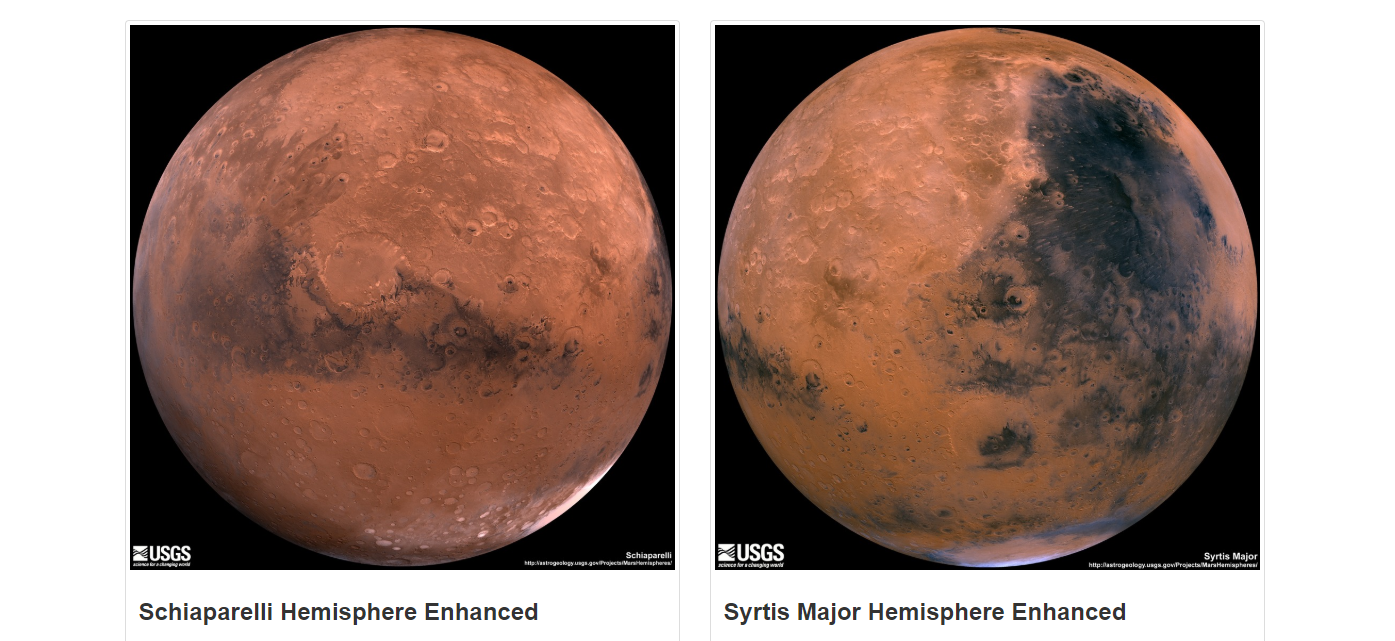 USGS
science for a changing world
Schiaparelli
http://astrogeology.usgs.gov/Projects/MarsHemispheres/
USGS
science for a changing world
Syrtis Major
http://astrogeology.usgs.gov/Projects/MarsHemispheres/
Schiaparelli Hemisphere Enhanced
Syrtis Major Hemisphere Enhanced